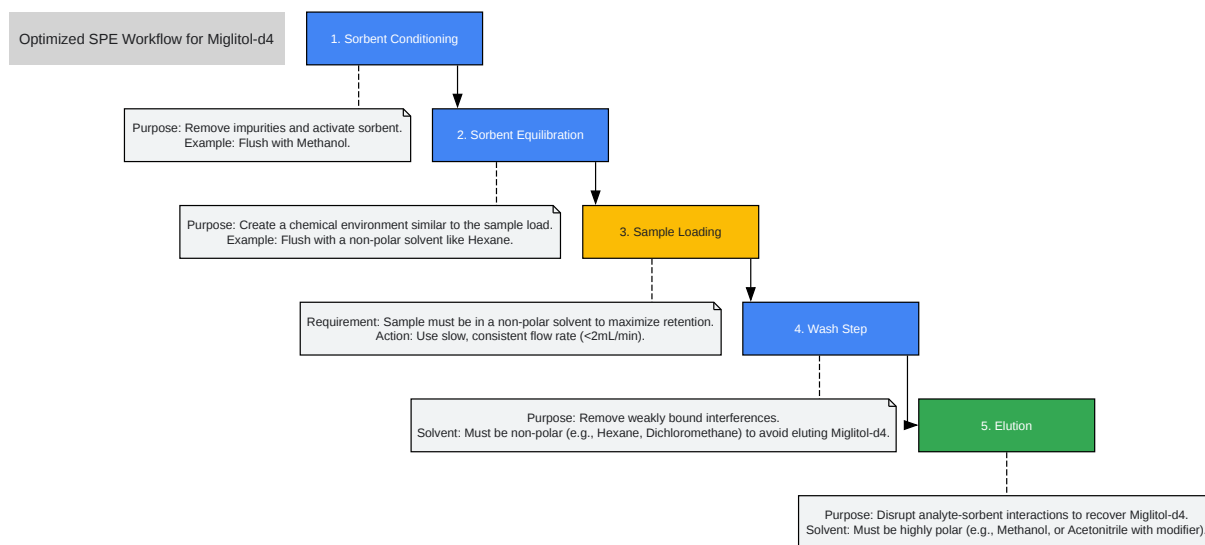 Optimized SPE Workflow for Miglitol-d4
1. Sorbent Conditioning
Purpose: Remove impurities and activate sorbent.
Example: Flush with Methanol.
2. Sorbent Equilibration
Purpose: Create a chemical environment similar to the sample load.
Example: Flush with a non-polar solvent like Hexane.
3. Sample Loading
Requirement: Sample must be in a non-polar solvent to maximize retention.
Action: Use slow, consistent flow rate (<2mL/min).
4. Wash Step
Purpose: Remove weakly bound interferences.
Solvent: Must be non-polar (e.g., Hexane, Dichloromethane) to avoid eluting Miglitol-d4.
5. Elution
Purpose: Disrupt analyte-sorbent interactions to recover Miglitol-d4.
Solvent: Must be highly polar (e.g., Methanol, or Acetonitrile with modifier).